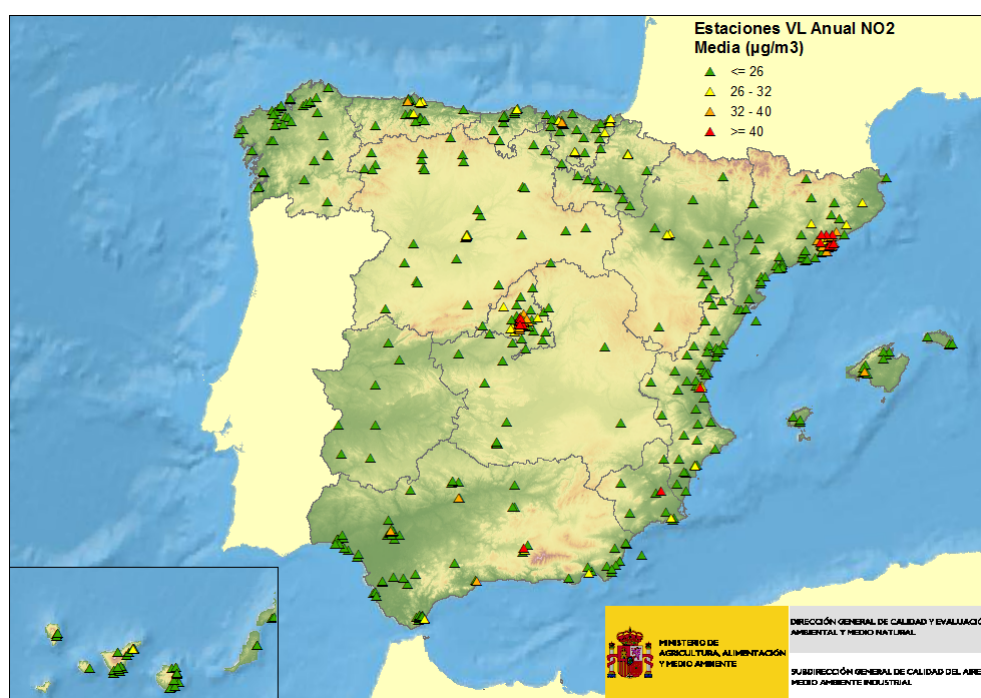 Estaciones VL Anual NO2
Media (µg/m3)
<= 26
26 - 32
32 - 40
>= 40
MINISTERIO DE
AGRICULTURA, ALIMENTACIÓN
Y MEDIO AMBIENTE
DIRECCIÓN GENERAL DE CALIDAD Y EVALUACIÓ
AMBIENTAL Y MEDIO NATURAL
SUBDIRECCIÓN GENERAL DE CALIDAD DEL AIRE
MEDIO AMBIENTE INDUSTRIAL